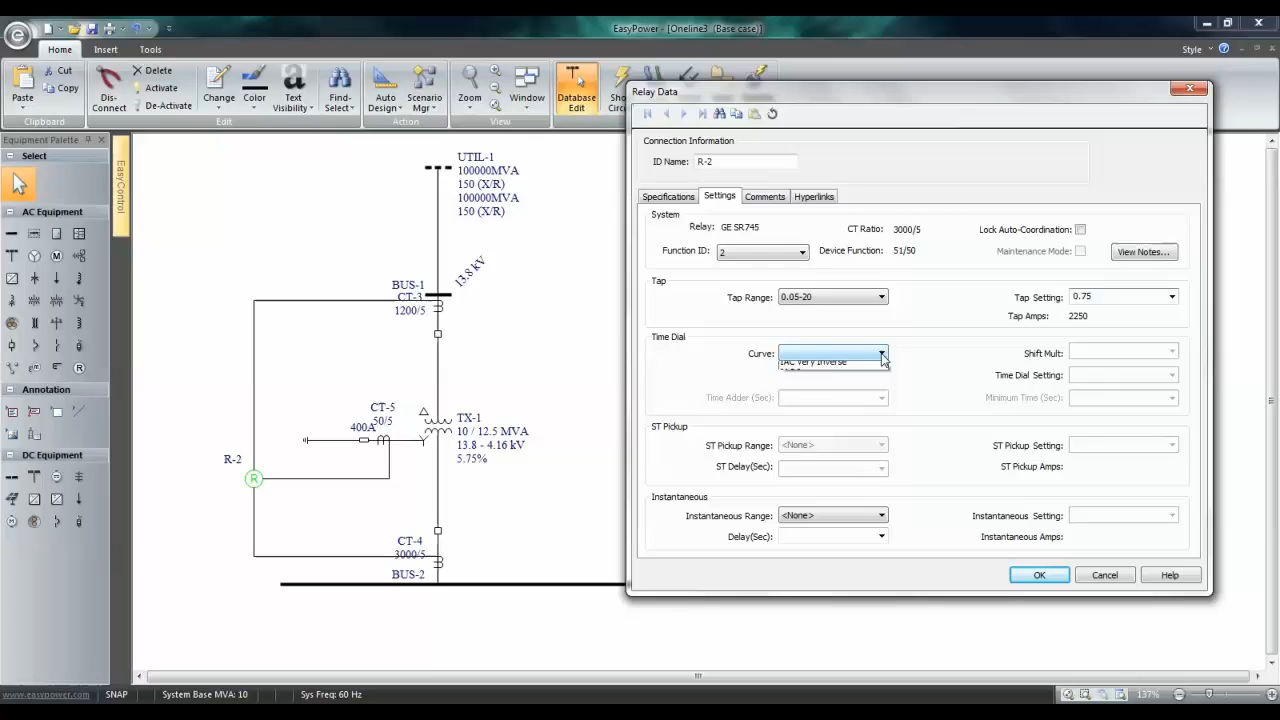 EasyPower - [Oneline3 (Base case)]
Home Insert Tools
Style
Paste
Cut
Copy
Clipboard
Dis-
Connect
Delete
Activate
De-Activate
Change
Color
Text
Visibility
Edit
Find-
Select
Auto
Design
Scenario
Mgr
Action
Zoom
Window
View
Database
Edit
Equipment Palette
Select
AC Equipment
Annotation
DC Equipment
EasyControl
UTIL-1
100000MVA
150 (X/R)
100000MVA
150 (X/R)
13.8 kV
BUS-1
CT-3
1200/5
CT-5
50/5
400A
TX-1
10 / 12.5 MVA
13.8 - 4.16 kV
5.75%
R-2
R
CT-4
3000/5
BUS-2
Relay Data
Connection Information
ID Name: R-2
Specifications Settings Comments Hyperlinks
System
Relay: GE SR745 CT Ratio: 3000/5 Lock Auto-Coordination:
Function ID: 2 Device Function: 51/50 Maintenance Mode: View Notes...
Tap
Tap Range: 0.05-20 Tap Setting: 0.75
Tap Amps: 2250
Time Dial
Curve: Shift Mult:
IAC Very Inverse
Time Dial Setting:
Time Adder (Sec): Minimum Time (Sec):
ST Pickup
ST Pickup Range: <None> ST Pickup Setting:
ST Delay(Sec): ST Pickup Amps:
Instantaneous
Instantaneous Range: <None> Instantaneous Setting:
Delay(Sec): Instantaneous Amps:
OK Cancel Help
www.easypower.com SNAP System Base MVA: 10 Sys Freq: 60 Hz 137%